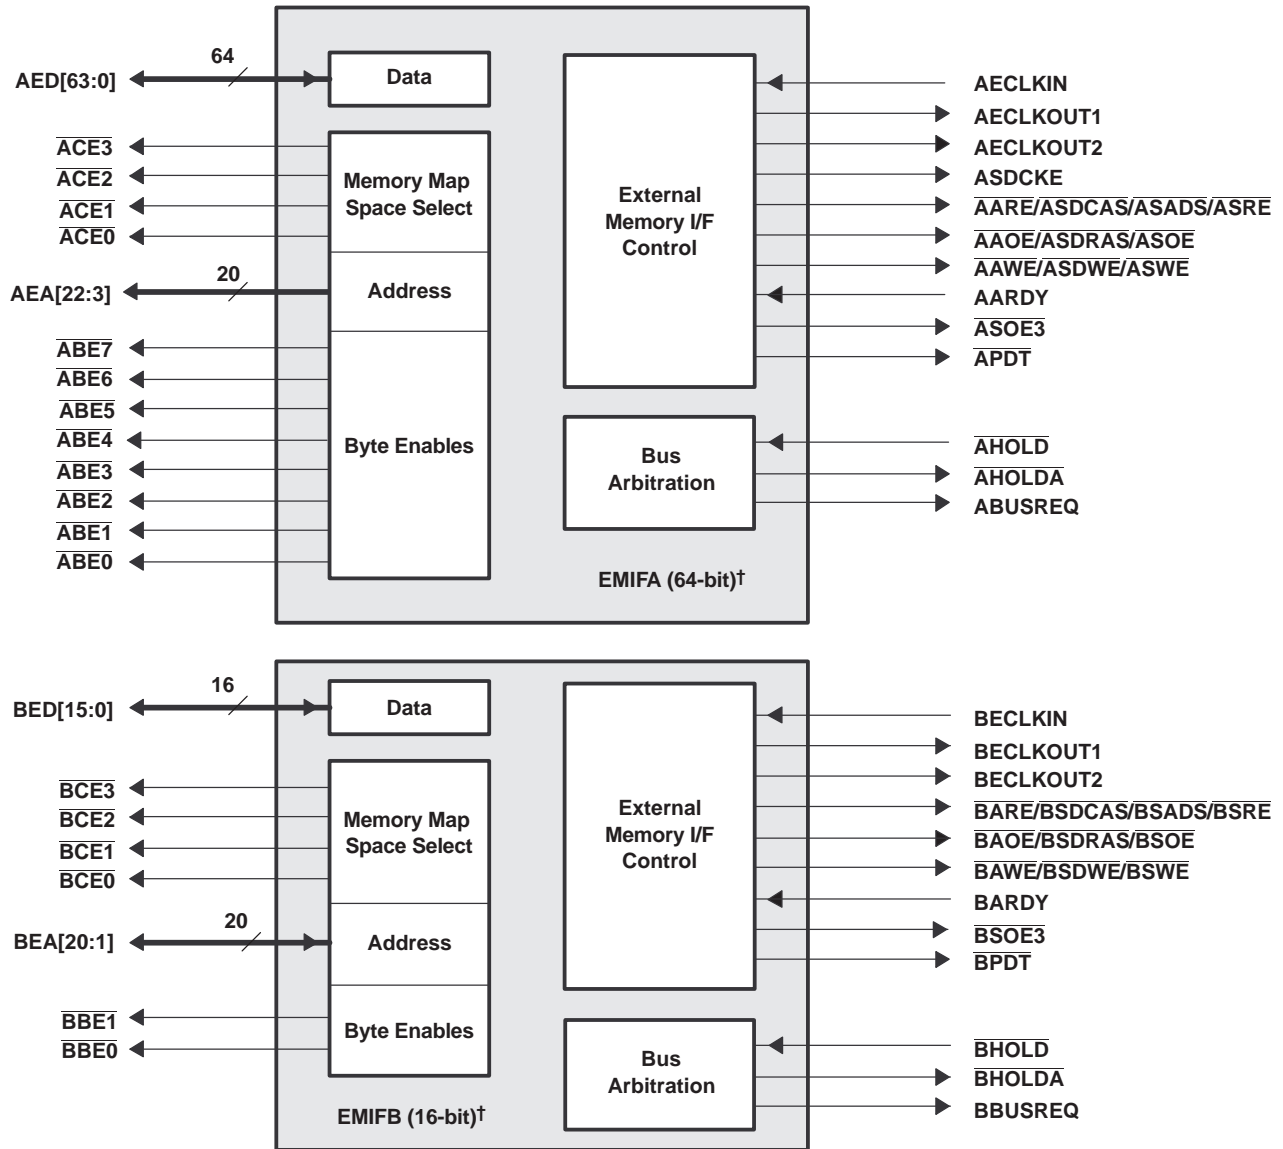 64
AED[63:0]
Data
ACE3
ACE2
ACE1
ACE0
Memory Map
Space Select
20
AEA[22:3]
Address
ABE7
ABE6
ABE5
ABE4
ABE3
ABE2
ABE1
ABE0
Byte Enables
External
Memory I/F
Control
AECLKIN
AECLKOUT1
AECLKOUT2
ASDCKE
AARE/ASDCAS/ASADS/ASRE
AAOE/ASDRAS/ASOE
AAWE/ASDWE/ASWE
AARDY
ASOE3
APDT
Bus
Arbitration
AHOLD
AHOLDA
ABUSREQ
EMIFA (64-bit)†
16
BED[15:0]
Data
BCE3
BCE2
BCE1
BCE0
Memory Map
Space Select
20
BEA[20:1]
Address
BBE1
BBE0
Byte Enables
External
Memory I/F
Control
BECLKIN
BECLKOUT1
BECLKOUT2
BARE/BSDCAS/BSADS/BSRE
BAOE/BSDRAS/BSOE
BAWE/BSDWE/BSWE
BARDY
BSOE3
BPDT
Bus
Arbitration
BHOLD
BHOLDA
BBUSREQ
EMIFB (16-bit)†